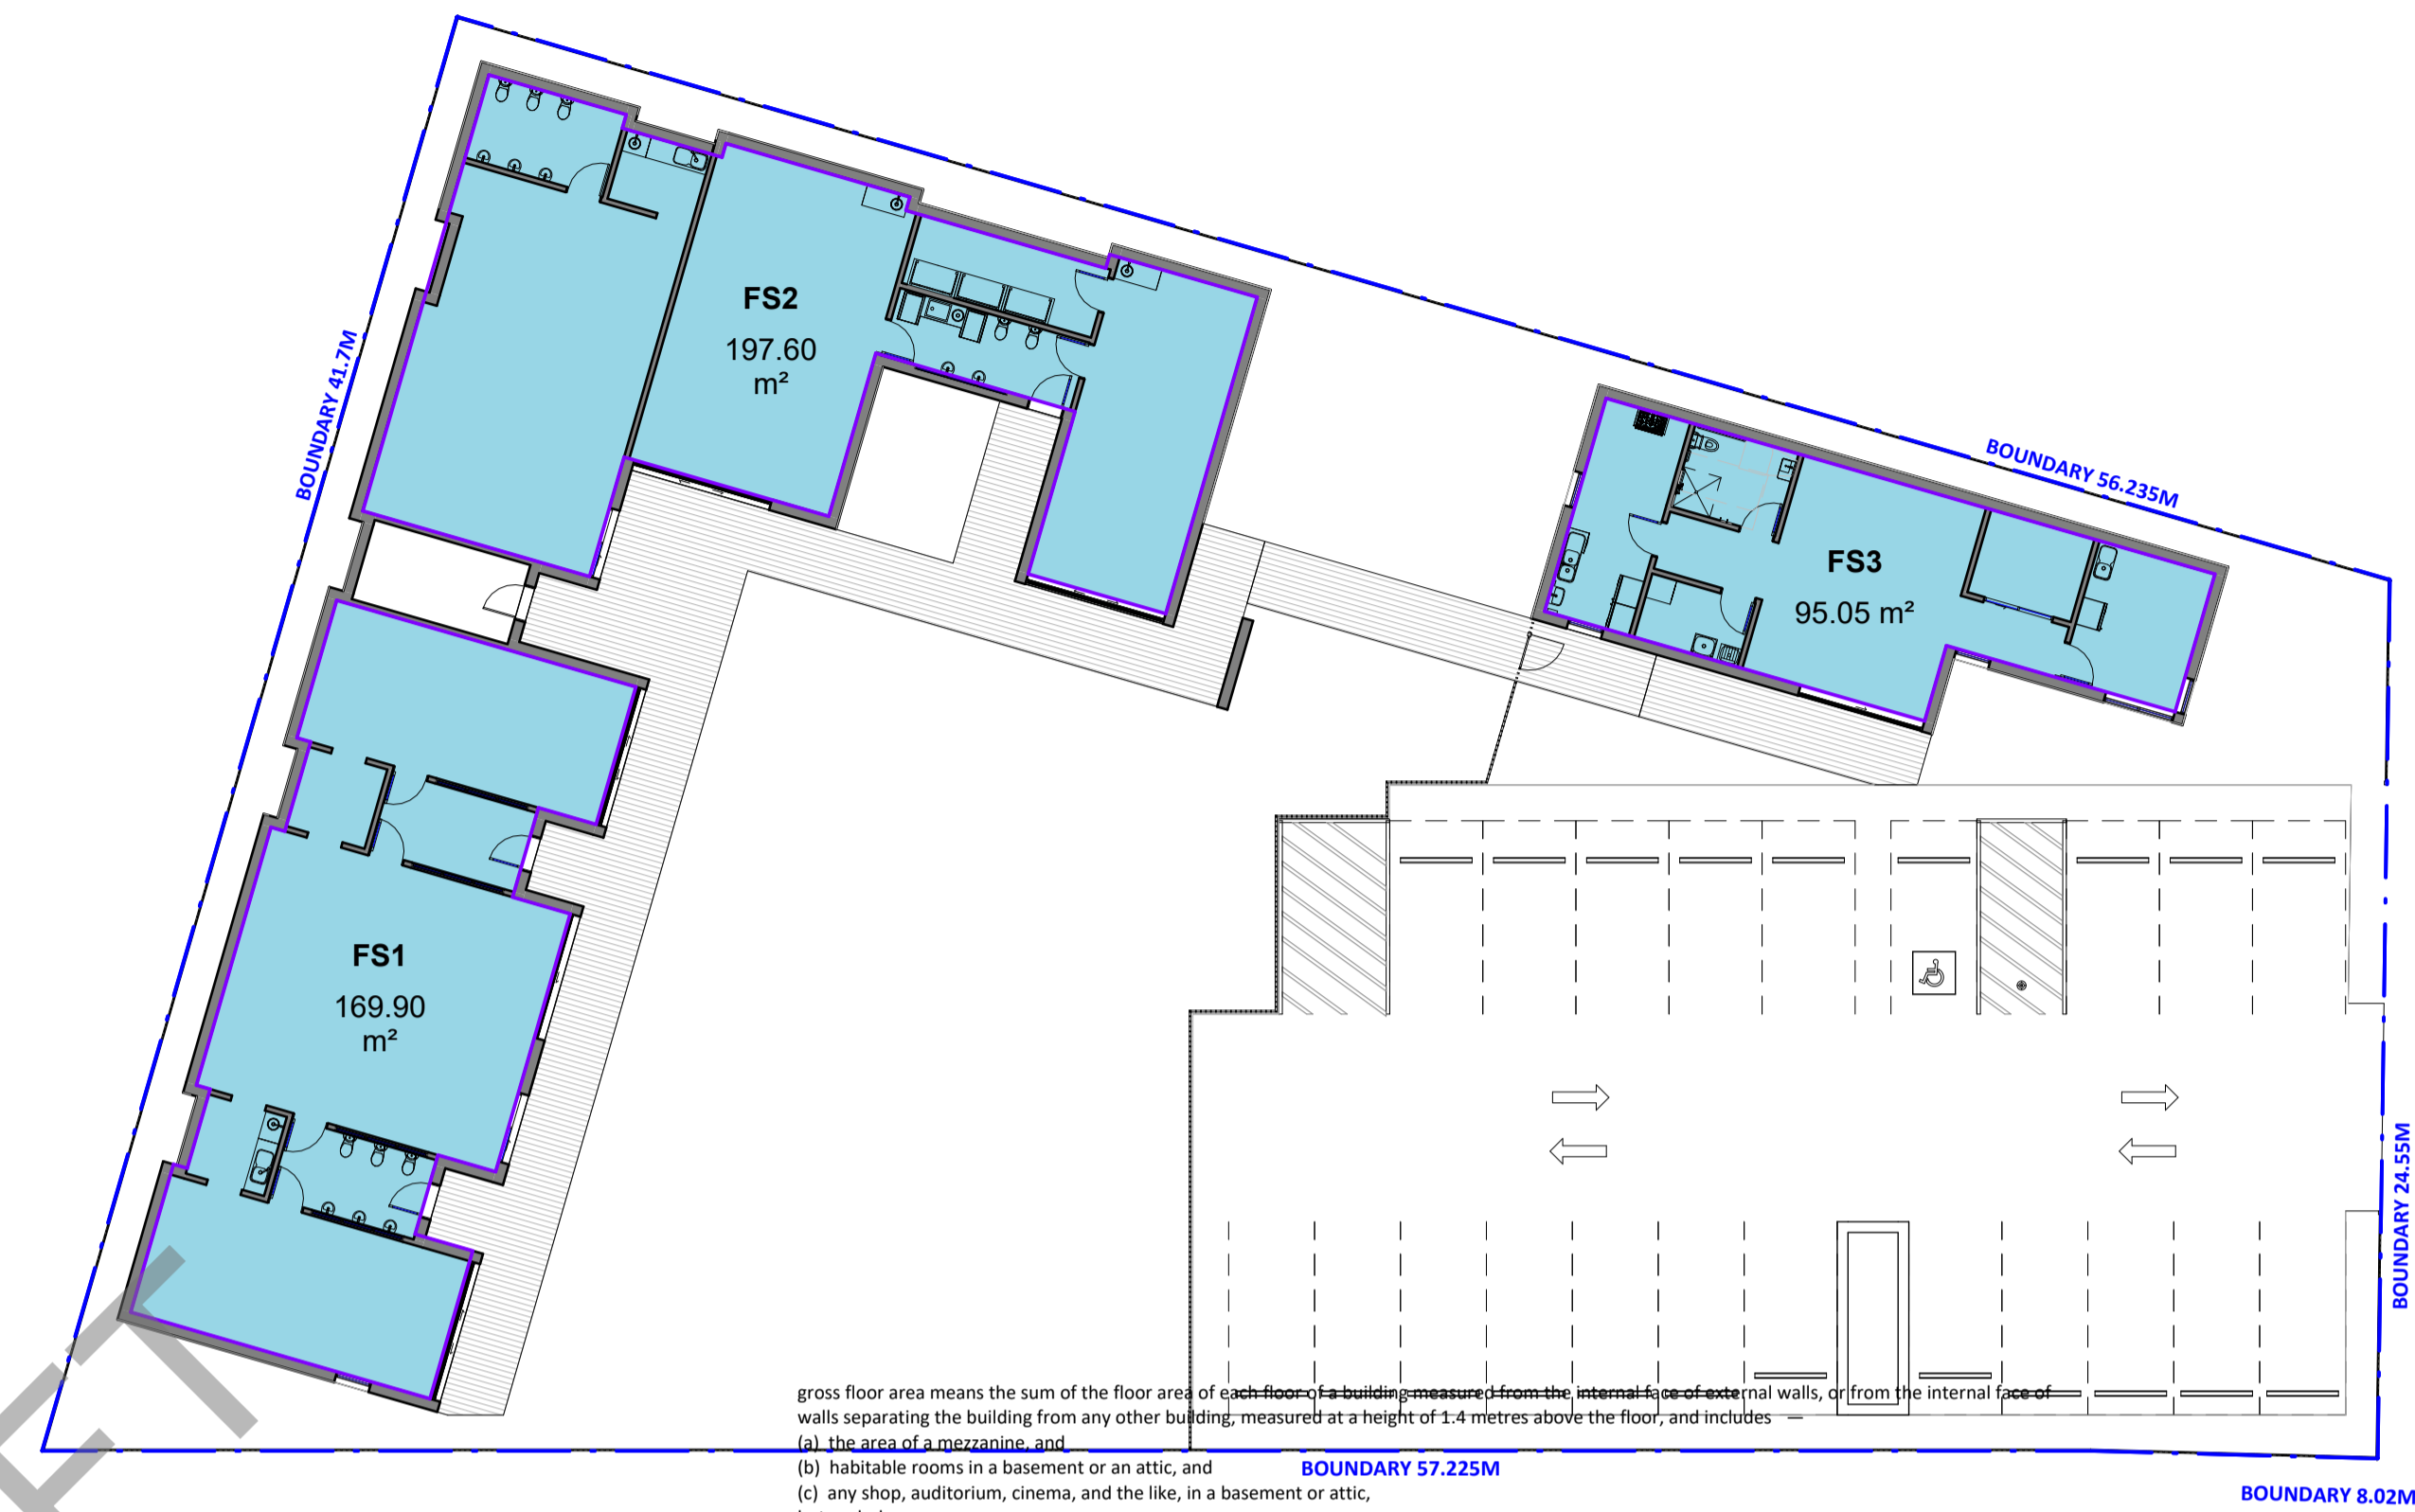 BOUNDARY 41.7M
FS2
197.60
m²
BOUNDARY 56.235M
FS3
95.05 m²
FS1
169.90
m²
BOUNDARY 24.55M
gross floor area means the sum of the floor area of each floor of a building measured from the internal face of external walls, or from the internal face of
walls separating the building from any other building, measured at a height of 1.4 metres above the floor, and includes —
(a) the area of a mezzanine, and
(b) habitable rooms in a basement or an attic, and
BOUNDARY 57.225M
(c) any shop, auditorium, cinema, and the like, in a basement or attic,
BOUNDARY 8.02M